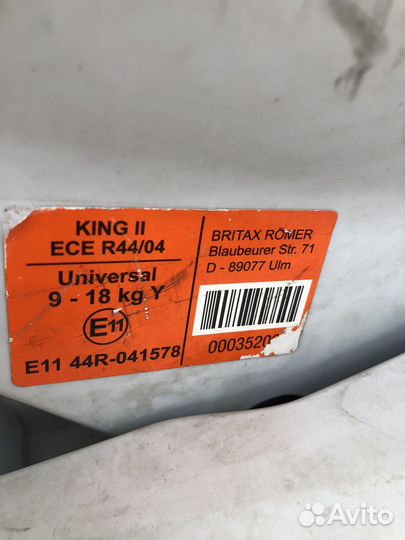 KING II
ECE R44/04
Universal
9 - 18 kg Y
E11
E11 44R-041578
BRITAX RÖMER
Blaubeurer Str. 71
D - 89077 Ulm
Avito